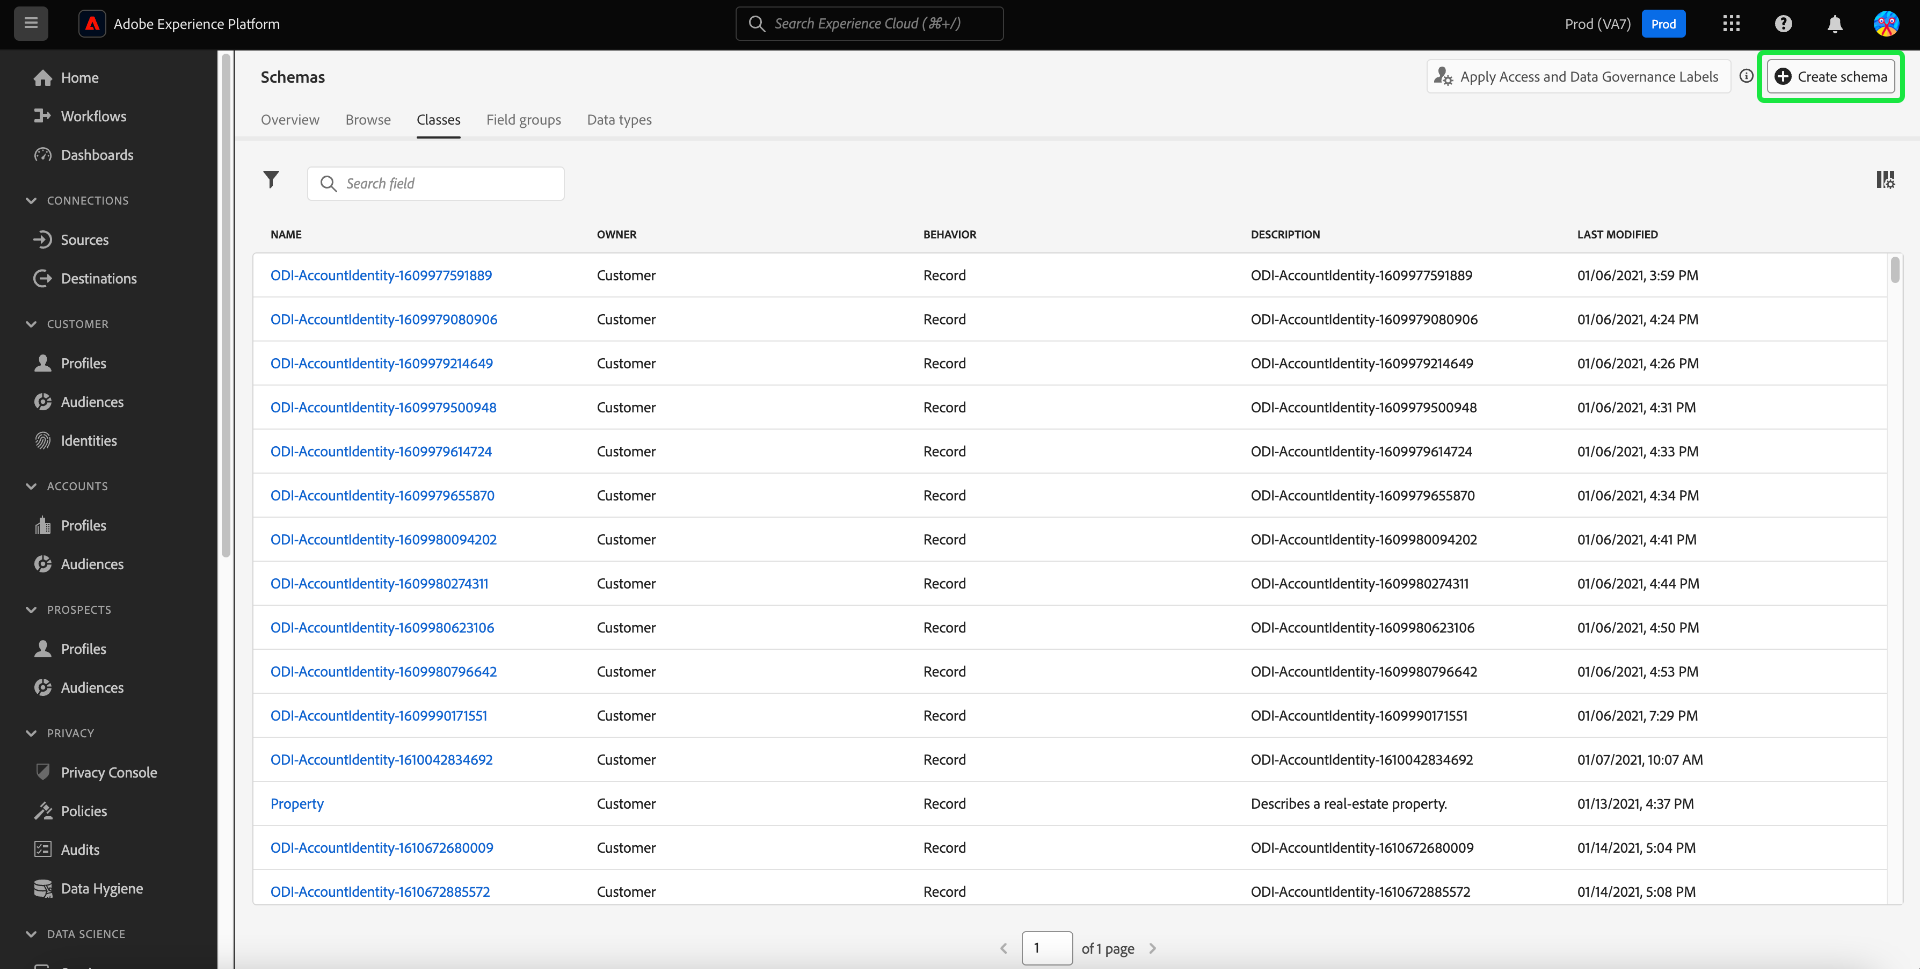 Adobe Experience Platform
Search Experience Cloud (⌘+/)
Prod (VA7) Prod
Home
Workflows
Dashboards
CONNECTIONS
Sources
Destinations
CUSTOMER
Profiles
Audiences
Identities
ACCOUNTS
Profiles
Audiences
PROSPECTS
Profiles
Audiences
PRIVACY
Privacy Console
Policies
Audits
Data Hygiene
DATA SCIENCE
Schemas
Apply Access and Data Governance Labels
Create schema
Overview Browse Classes Field groups Data types
Search field
NAME OWNER BEHAVIOR DESCRIPTION LAST MODIFIED
ODI-AccountIdentity-1609977591889 Customer Record ODI-AccountIdentity-1609977591889 01/06/2021, 3:59 PM
ODI-AccountIdentity-1609979080906 Customer Record ODI-AccountIdentity-1609979080906 01/06/2021, 4:24 PM
ODI-AccountIdentity-1609979214649 Customer Record ODI-AccountIdentity-1609979214649 01/06/2021, 4:26 PM
ODI-AccountIdentity-1609979500948 Customer Record ODI-AccountIdentity-1609979500948 01/06/2021, 4:31 PM
ODI-AccountIdentity-1609979614724 Customer Record ODI-AccountIdentity-1609979614724 01/06/2021, 4:33 PM
ODI-AccountIdentity-1609979655870 Customer Record ODI-AccountIdentity-1609979655870 01/06/2021, 4:34 PM
ODI-AccountIdentity-1609980094202 Customer Record ODI-AccountIdentity-1609980094202 01/06/2021, 4:41 PM
ODI-AccountIdentity-1609980274311 Customer Record ODI-AccountIdentity-1609980274311 01/06/2021, 4:44 PM
ODI-AccountIdentity-1609980623106 Customer Record ODI-AccountIdentity-1609980623106 01/06/2021, 4:50 PM
ODI-AccountIdentity-1609980796642 Customer Record ODI-AccountIdentity-1609980796642 01/06/2021, 4:53 PM
ODI-AccountIdentity-1609990171551 Customer Record ODI-AccountIdentity-1609990171551 01/06/2021, 7:29 PM
ODI-AccountIdentity-1610042834692 Customer Record ODI-AccountIdentity-1610042834692 01/07/2021, 10:07 AM
Property Customer Record Describes a real-estate property. 01/13/2021, 4:37 PM
ODI-AccountIdentity-1610672680009 Customer Record ODI-AccountIdentity-1610672680009 01/14/2021, 5:04 PM
ODI-AccountIdentity-1610672885572 Customer Record ODI-AccountIdentity-1610672885572 01/14/2021, 5:08 PM
1 of 1 page